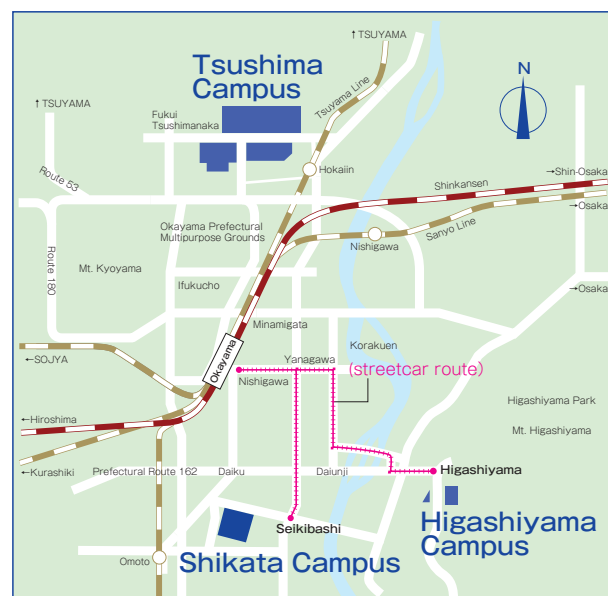 ↑TSUYAMA
Tsushima
Campus
N
↑TSUYAMA
Fukui
Tsushimanaka
Tsuyama Line
Hokaiin
→Shin-Osaka
Route 53
Shinkansen
→Osaka
Okayama Prefectural
Multipurpose Grounds
Sanyo Line
Nishigawa
Route 180
Mt. Kyoyama
Ifukucho
→Osaka
Minamigata
Okayama
Korakuen
←SOJYA
Yanagawa
(streetcar route)
Nishigawa
Higashiyama Park
←Hiroshima
Mt. Higashiyama
←Kurashiki
Prefectural Route 162
Daiku
Daiunji
Higashiyama
Seikibashi
Higashiyama
Campus
Shikata Campus
Omoto